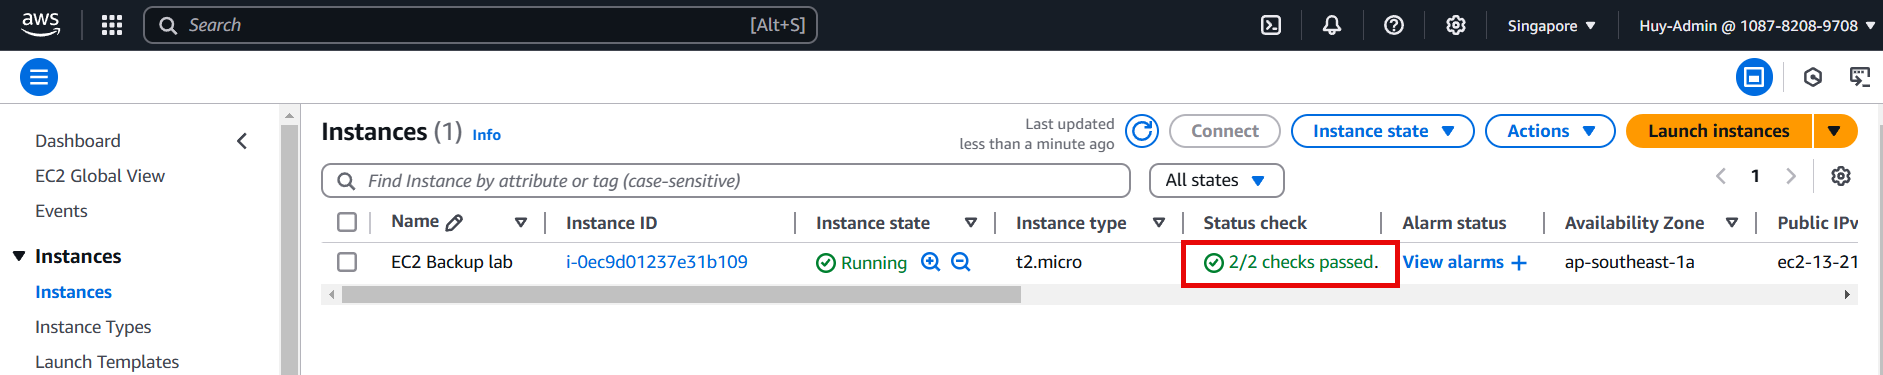 aws Search [Alt+S] Singapore Huy-Admin @ 1087-8208-9708
Dashboard
EC2 Global View
Events
Instances
Instances
Instance Types
Launch Templates
Instances (1) Info
Last updated
less than a minute ago
Connect Instance state Actions Launch instances
Find Instance by attribute or tag (case-sensitive) All states 1
Name Instance ID Instance state Instance type Status check Alarm status Availability Zone Public IPv
EC2 Backup lab i-0ec9d01237e31b109 Running t2.micro 2/2 checks passed. View alarms + ap-southeast-1a ec2-13-21